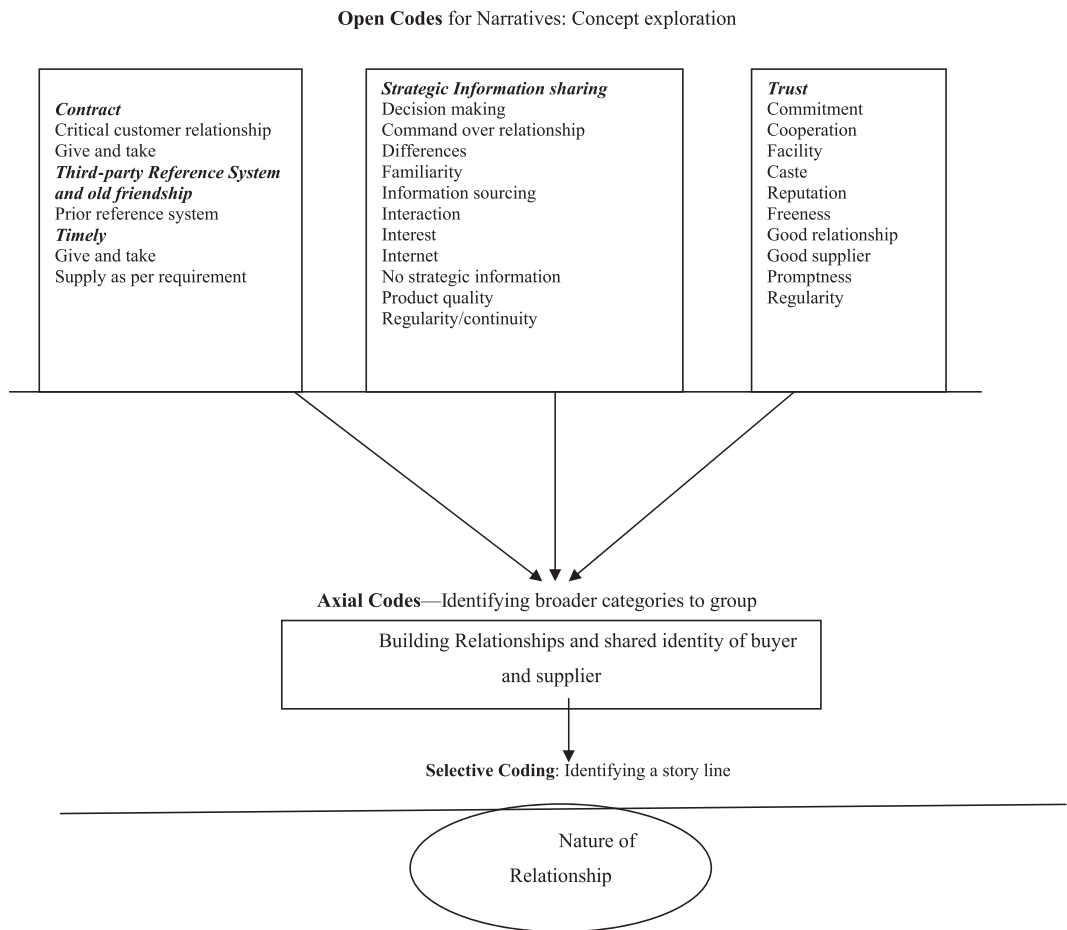 Open Codes for Narratives: Concept exploration
Contract
Critical customer relationship
Give and take
Third-party Reference System
and old friendship
Prior reference system
Timely
Give and take
Supply as per requirement
Strategic Information sharing
Decision making
Command over relationship
Differences
Familiarity
Information sourcing
Interaction
Interest
Internet
No strategic information
Product quality
Regularity/continuity
Trust
Commitment
Cooperation
Facility
Caste
Reputation
Freeness
Good relationship
Good supplier
Promptness
Regularity
Axial Codes—Identifying broader categories to group
Building Relationships and shared identity of buyer
and supplier
Selective Coding: Identifying a story line
Nature of
Relationship